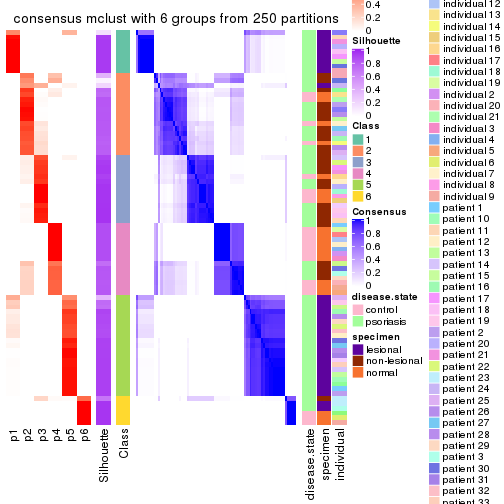 consensus mclust with 6 groups from 250 partitions
p1
p2
p3
p4
p5
p6
Silhouette
Class
disease.state
specimen
individual
0.4
0.2
0
Silhouette
1
0.8
0.6
0.4
0.2
0
Class
1
2
3
4
5
6
Consensus
1
0.8
0.6
0.4
0.2
0
disease.state
control
psoriasis
specimen
lesional
non-lesional
normal
individual 12
individual 13
individual 14
individual 15
individual 16
individual 17
individual 18
individual 19
individual 2
individual 20
individual 21
individual 3
individual 4
individual 5
individual 6
individual 7
individual 8
individual 9
patient 1
patient 10
patient 11
patient 12
patient 13
patient 14
patient 15
patient 16
patient 17
patient 18
patient 19
patient 2
patient 20
patient 21
patient 22
patient 23
patient 24
patient 25
patient 26
patient 27
patient 28
patient 29
patient 3
patient 30
patient 31
patient 32
patient 33